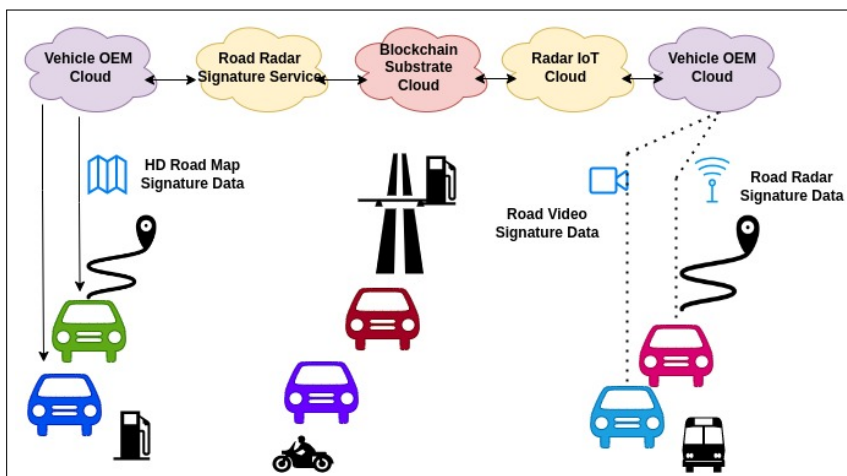 Vehicle OEM
Cloud
Road Radar
Signature Service
Blockchain
Substrate
Cloud
Radar IoT
Cloud
Vehicle OEM
Cloud
HD Road Map
Signature Data
Road Video
Signature Data
Road Radar
Signature Data